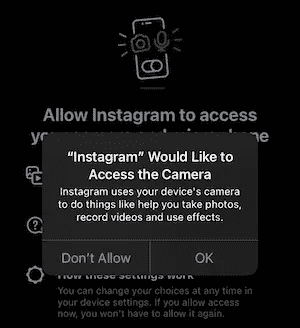 Allow Instagram to access
“Instagram” Would Like to
Access the Camera
Instagram uses your device's camera
to do things like help you take photos,
record videos and use effects.
Don't Allow
OK
How these settings work
You can change your choices at any time in
your device settings. If you allow access
now, you won't have to allow it again.